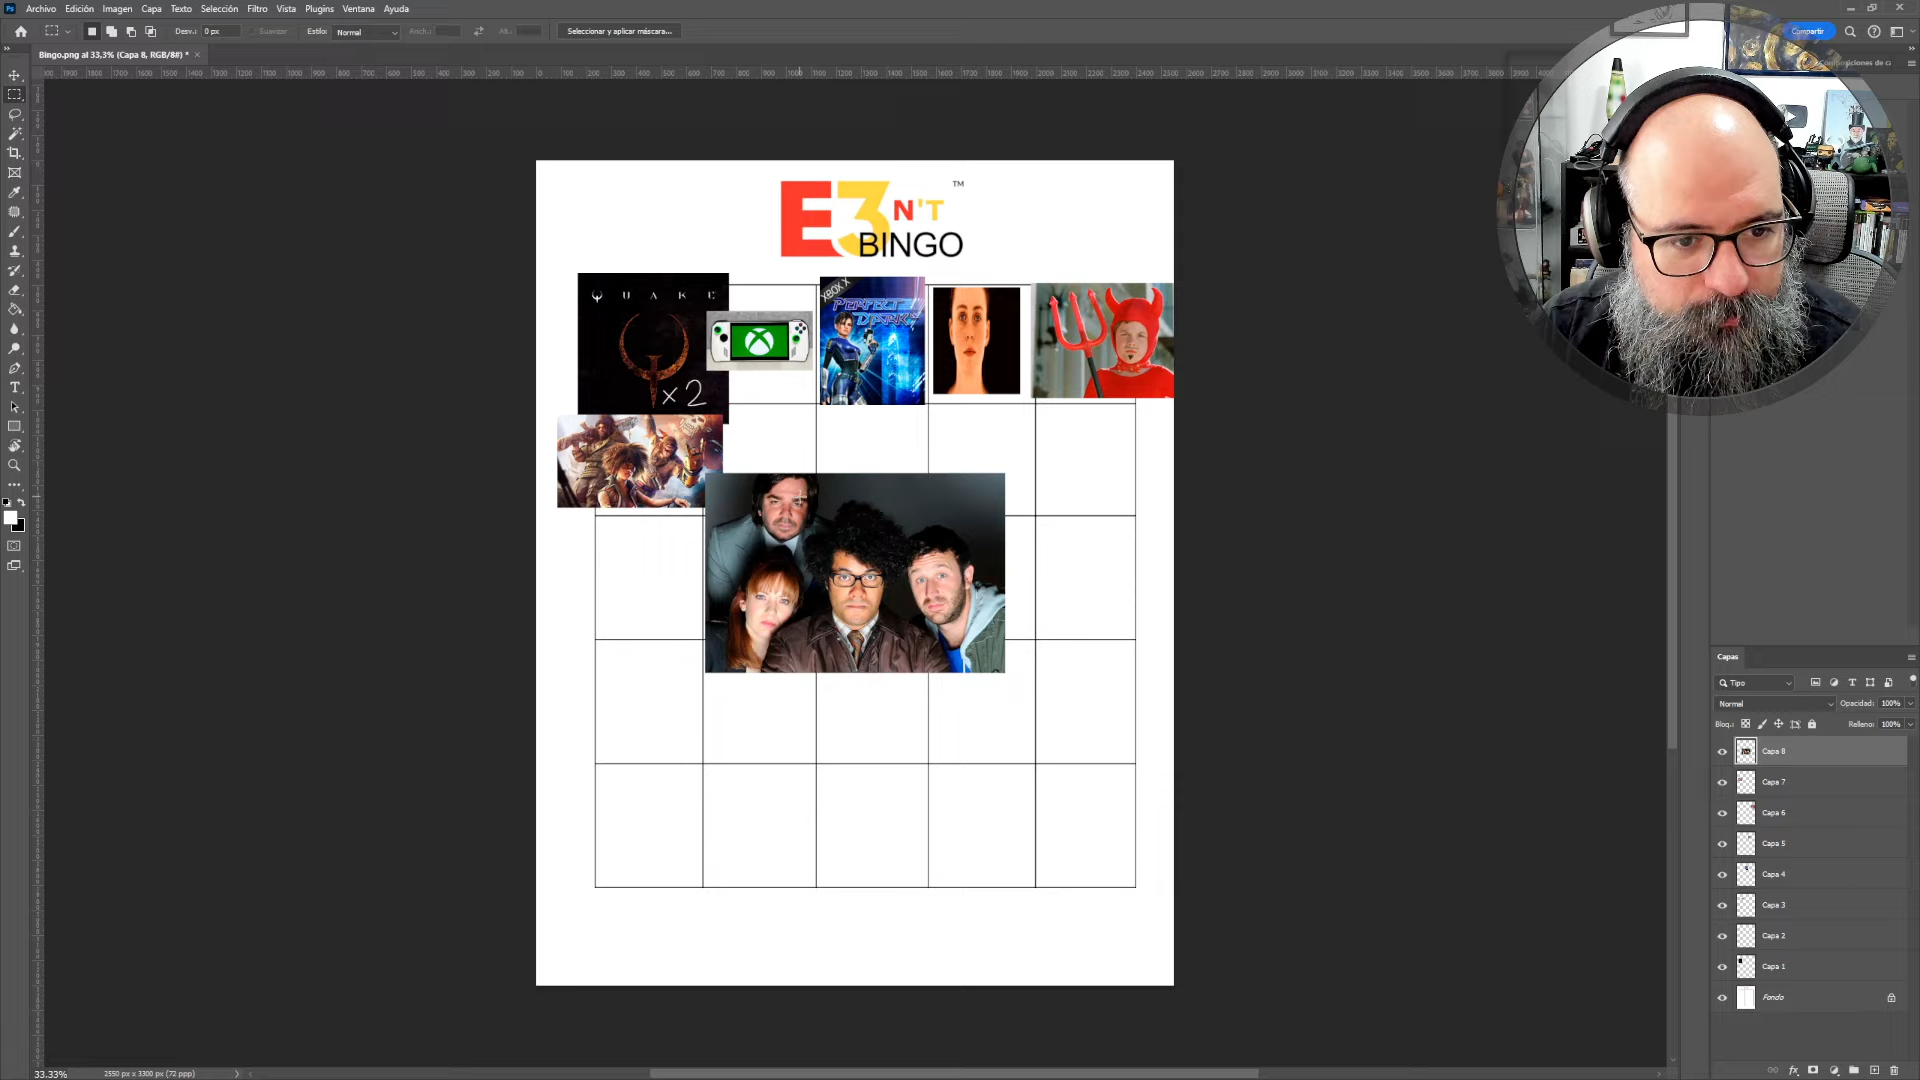 Ps Archivo Edición Imagen Capa Texto Selección Filtro Vista Plugins Ventana Ayuda
Desv.: 0 px Suavizar Estilo: Normal Anch.: Alt.: Seleccionar y aplicar máscara... Compartir
Bingo.png al 33,3% (Capa 8, RGB/8#) *
E3 N'T ™
BINGO
QUAKE
x2
XBOX X
PERFECT
DARK
Capas
Tipo
Normal Opacidad: 100%
Bloq.: Relleno: 100%
Capa 8
Capa 7
Capa 6
Capa 5
Capa 4
Capa 3
Capa 2
Capa 1
Fondo
33.33% 2550 px x 3300 px (72 ppp)